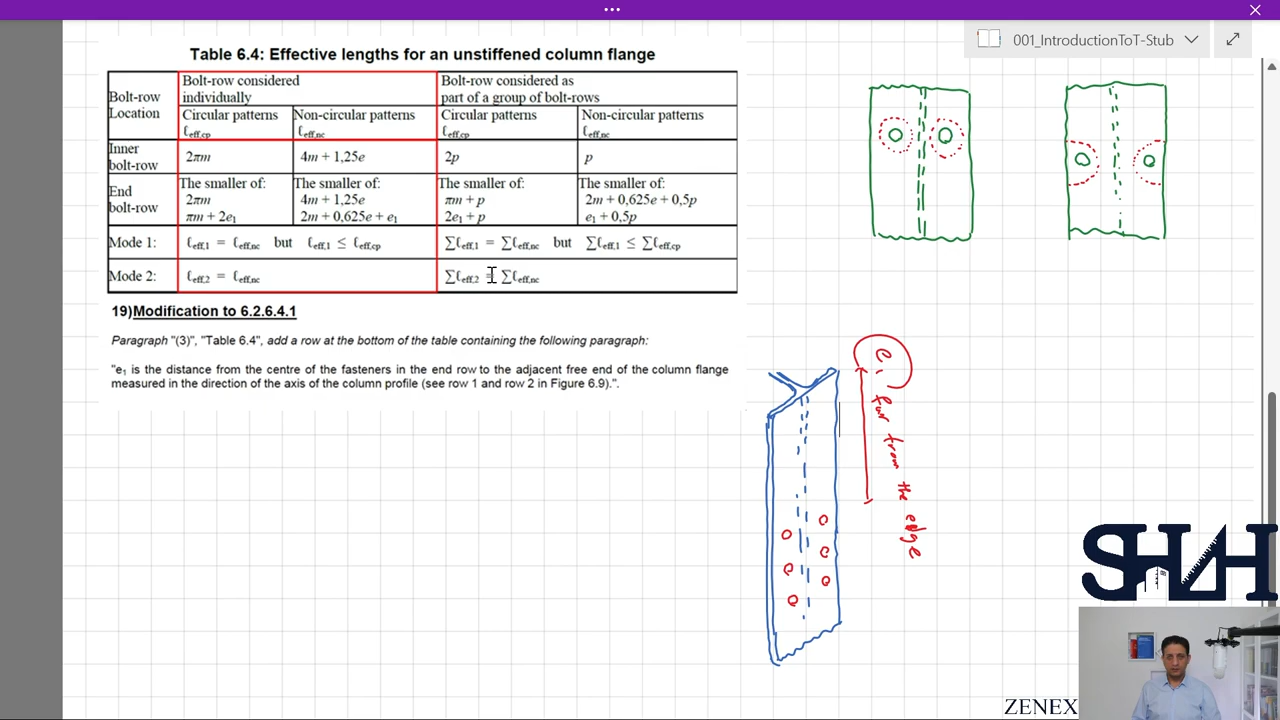 001_IntroductionToT-Stub
Table 6.4: Effective lengths for an unstiffened column flange
Bolt-row Location
Bolt-row considered individually
Bolt-row considered as part of a group of bolt-rows
Circular patterns ℓeff,cp
Non-circular patterns ℓeff,nc
Circular patterns ℓeff,cp
Non-circular patterns ℓeff,nc
Inner bolt-row
2πm
4m + 1,25e
2p
p
End bolt-row
The smaller of:
2πm
πm + 2e1
The smaller of:
4m + 1,25e
2m + 0,625e + e1
The smaller of:
πm + p
2e1 + p
The smaller of:
2m + 0,625e + 0,5p
e1 + 0,5p
Mode 1:
ℓeff,1 = ℓeff,nc but ℓeff,1 ≤ ℓeff,cp
∑ℓeff,1 = ∑ℓeff,nc but ∑ℓeff,1 ≤ ∑ℓeff,cp
Mode 2:
ℓeff,2 = ℓeff,nc
∑ℓeff,2 = ∑ℓeff,nc
19)Modification to 6.2.6.4.1
Paragraph "(3)", "Table 6.4", add a row at the bottom of the table containing the following paragraph:
"e1 is the distance from the centre of the fasteners in the end row to the adjacent free end of the column flange
measured in the direction of the axis of the column profile (see row 1 and row 2 in Figure 6.9).".
e1 far from the edge
ZENEX